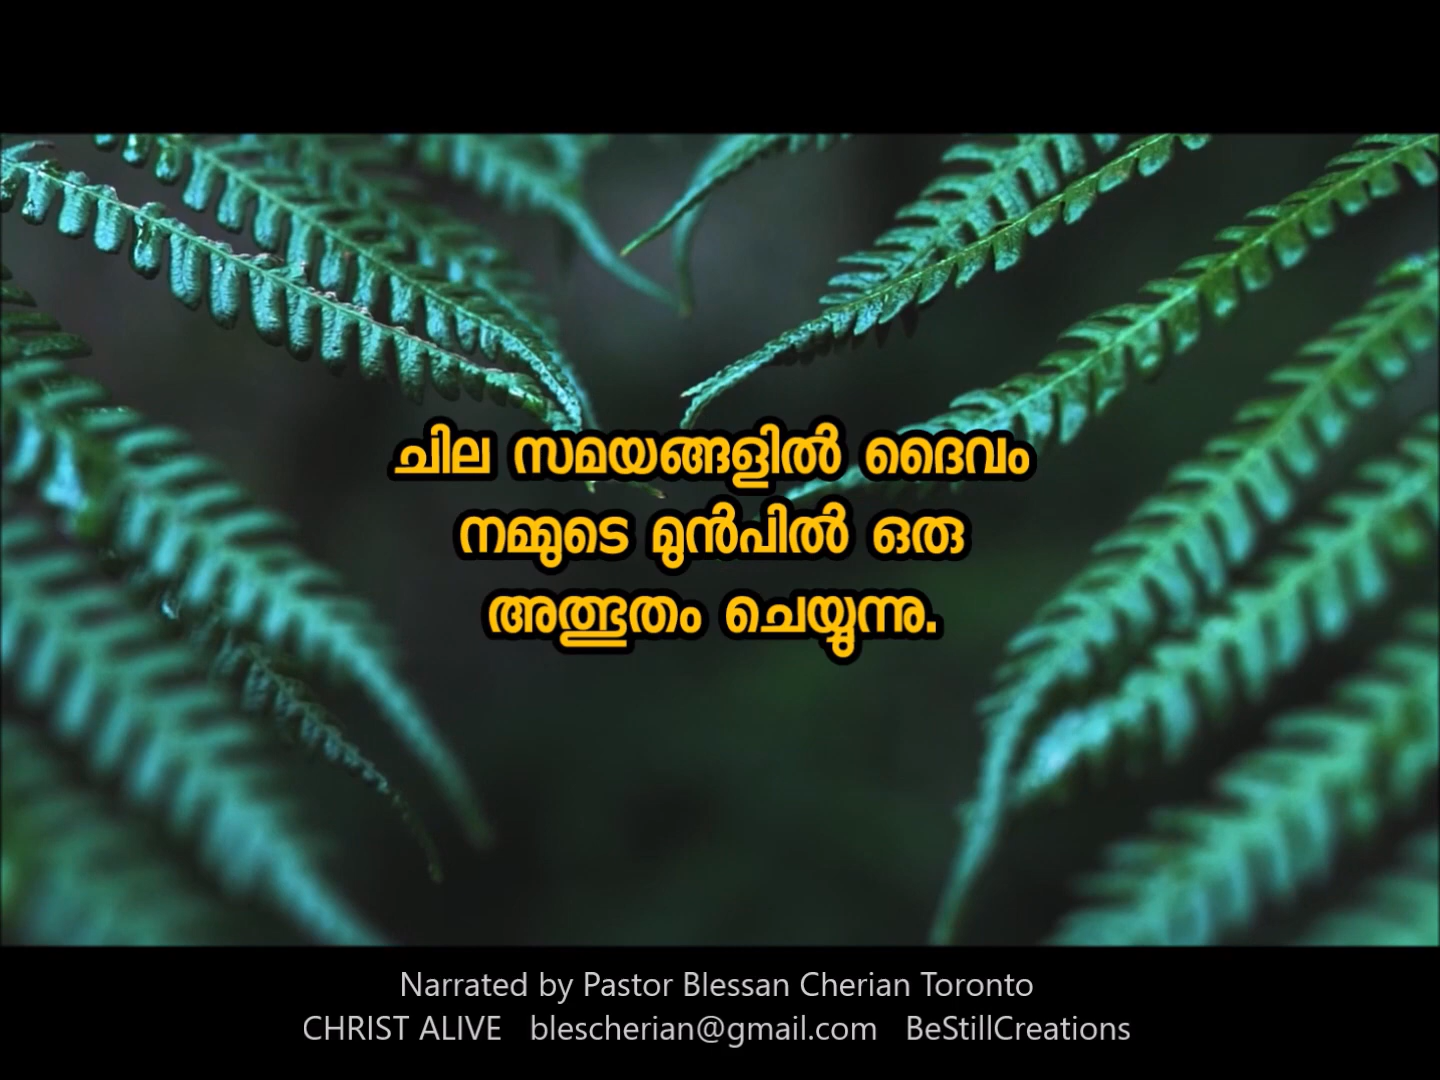 ചില സമയങ്ങളിൽ ദൈവം
നമ്മുടെ മുൻപിൽ ഒരു
അത്ഭുതം ചെയ്യുന്നു.
Narrated by Pastor Blessan Cherian Toronto
CHRIST ALIVE blescherian@gmail.com BeStillCreations